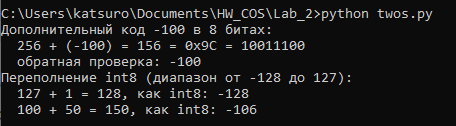 C:\Users\katsuro\Documents\HW_COS\Lab_2>python twos.py
Дополнительный код -100 в 8 битах:
  256 + (-100) = 156 = 0x9C = 10011100
  обратная проверка: -100
Переполнение int8 (диапазон от -128 до 127):
  127 + 1 = 128, как int8: -128
  100 + 50 = 150, как int8: -106